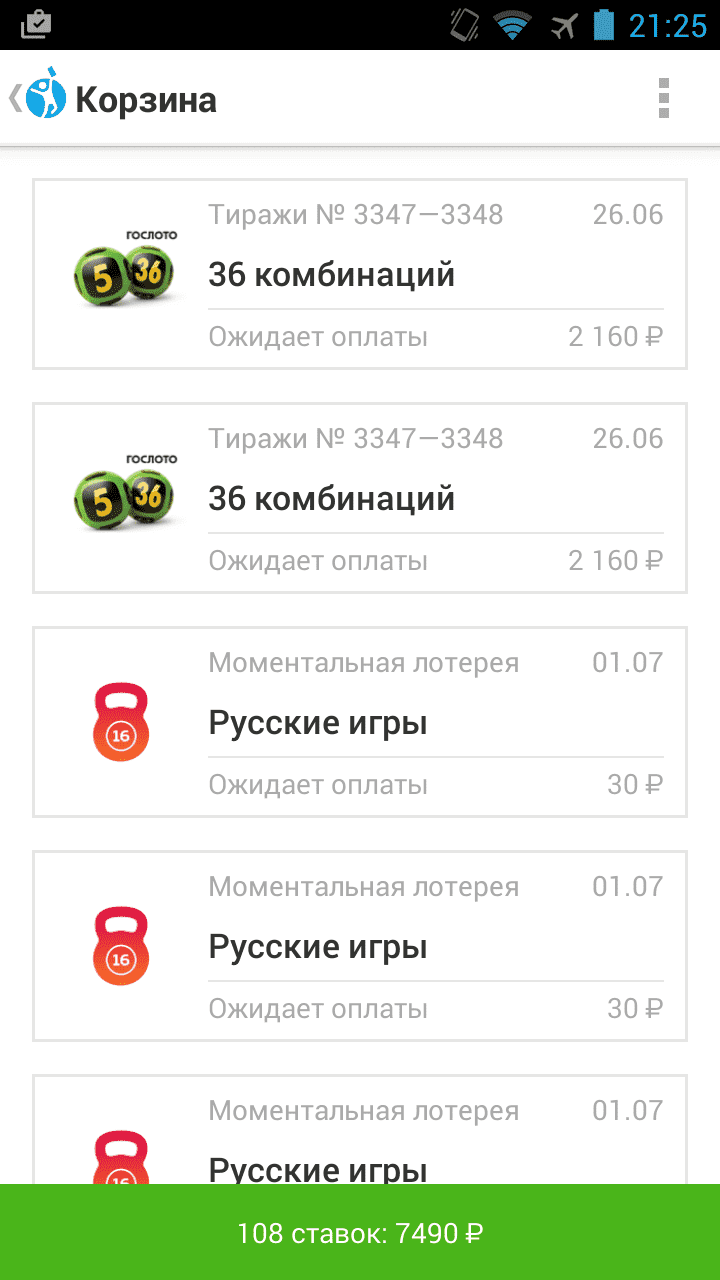 21:25
Корзина
Тиражи № 3347—3348 26.06
ГОСЛОТО
5 36
36 комбинаций
Ожидает оплаты 2 160 ₽
Тиражи № 3347—3348 26.06
ГОСЛОТО
5 36
36 комбинаций
Ожидает оплаты 2 160 ₽
Моментальная лотерея 01.07
16
Русские игры
Ожидает оплаты 30 ₽
Моментальная лотерея 01.07
16
Русские игры
Ожидает оплаты 30 ₽
Моментальная лотерея 01.07
16
Русские игры
108 ставок: 7490 ₽